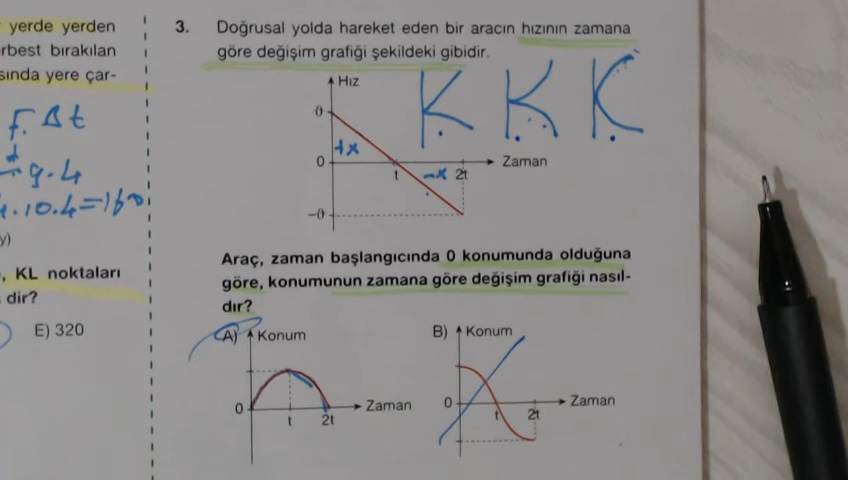 yerde yerden
rbest bırakılan
sında yere çar-
F. Δt
g. 4
. 10. 4 = 160
y)
, KL noktaları
dir?
E) 320
3. Doğrusal yolda hareket eden bir aracın hızının zamana
göre değişim grafiği şekildeki gibidir.
Hız
K K K
ϑ
+x
0
t
-x
2t
Zaman
–ϑ
Araç, zaman başlangıcında 0 konumunda olduğuna
göre, konumunun zamana göre değişim grafiği nasıl-
dır?
A) Konum
0
t
2t
Zaman
B) Konum
0
t
2t
Zaman